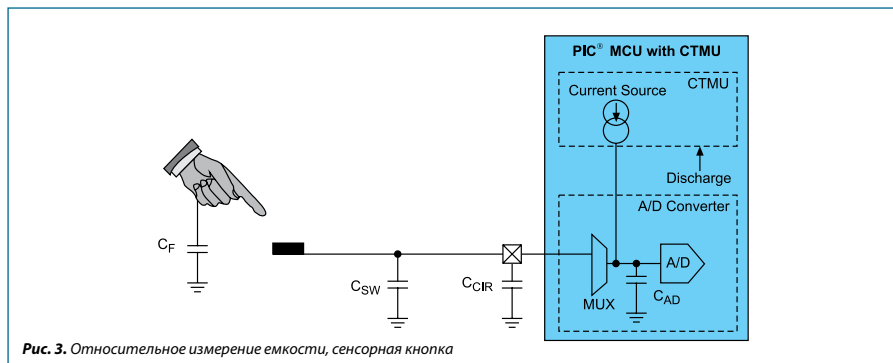 PIC® MCU with CTMU
CTMU
Current Source
Discharge
A/D Converter
CF
CSW
CCIR
MUX
A/D
CAD
Рис. 3. Относительное измерение емкости, сенсорная кнопка